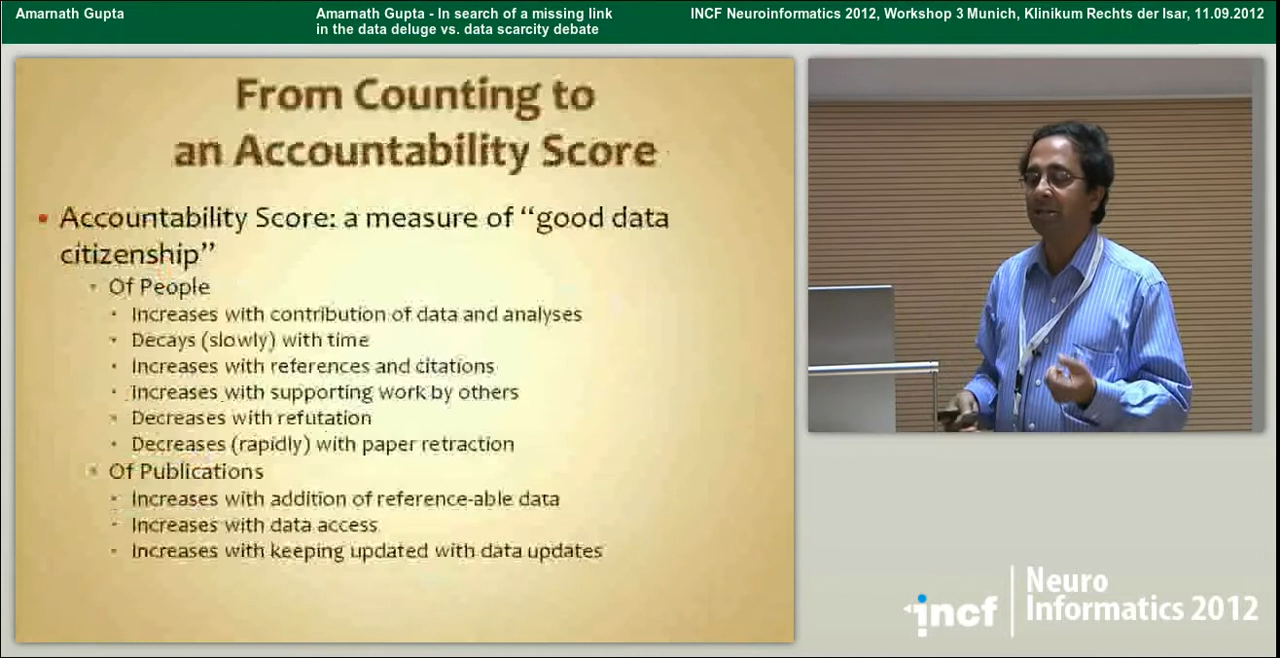 Amarnath Gupta
Amarnath Gupta - In search of a missing link
in the data deluge vs. data scarcity debate
INCF Neuroinformatics 2012, Workshop 3 Munich, Klinikum Rechts der Isar, 11.09.2012
From Counting to
an Accountability Score
• Accountability Score: a measure of “good data
citizenship”
Of People
Increases with contribution of data and analyses
Decays (slowly) with time
Increases with references and citations
Increases with supporting work by others
Decreases with refutation
Decreases (rapidly) with paper retraction
Of Publications
Increases with addition of reference-able data
Increases with data access
Increases with keeping updated with data updates
incf
Neuro
Informatics 2012